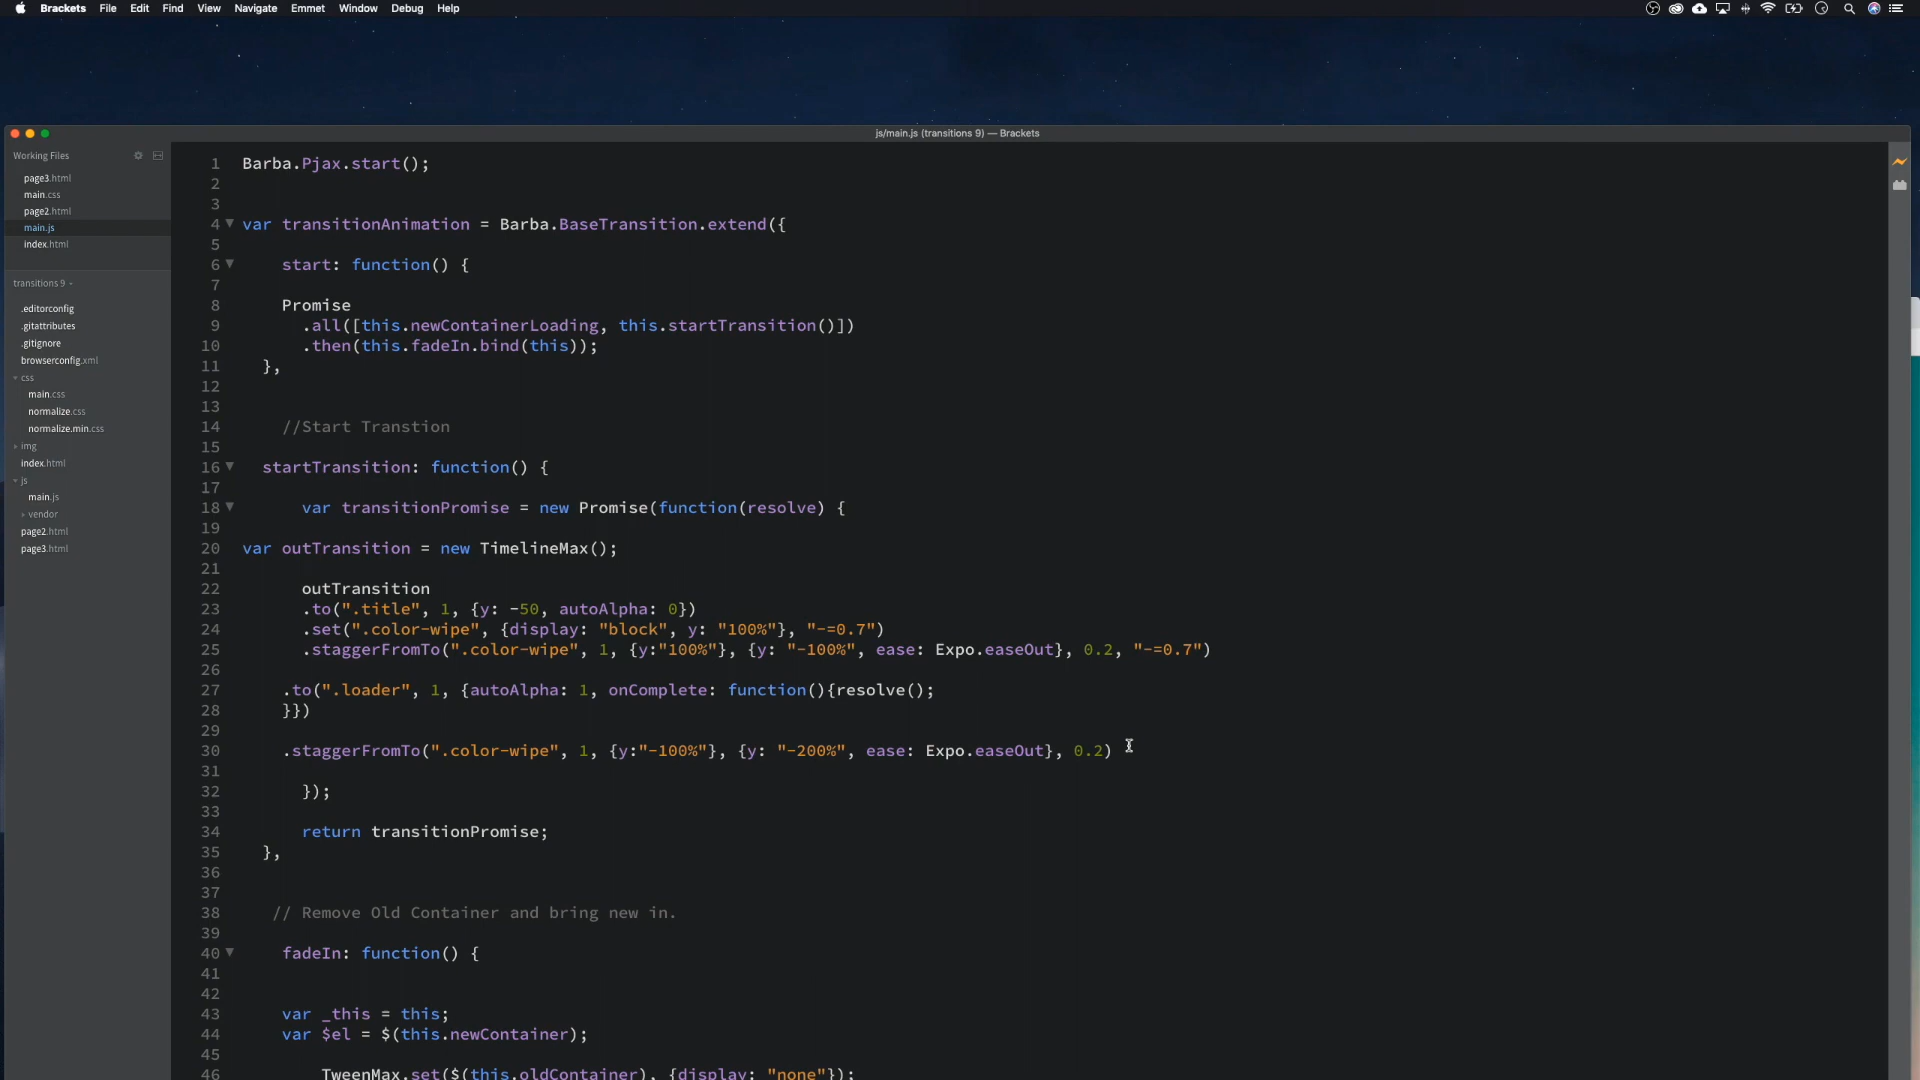 Brackets File Edit Find View Navigate Emmet Window Debug Help
js/main.js (transitions 9) — Brackets
Working Files
page3.html
main.css
page2.html
main.js
index.html
transitions 9
.editorconfig
.gitattributes
.gitignore
browserconfig.xml
css
main.css
normalize.css
normalize.min.css
img
index.html
js
main.js
vendor
page2.html
page3.html
1 Barba.Pjax.start();
2
3
4 var transitionAnimation = Barba.BaseTransition.extend({
5
6 start: function() {
7
8 Promise
9 .all([this.newContainerLoading, this.startTransition()])
10 .then(this.fadeIn.bind(this));
11 },
12
13
14 //Start Transtion
15
16 startTransition: function() {
17
18 var transitionPromise = new Promise(function(resolve) {
19
20 var outTransition = new TimelineMax();
21
22 outTransition
23 .to(".title", 1, {y: -50, autoAlpha: 0})
24 .set(".color-wipe", {display: "block", y: "100%"}, "-=0.7")
25 .staggerFromTo(".color-wipe", 1, {y:"100%"}, {y: "-100%", ease: Expo.easeOut}, 0.2, "-=0.7")
26
27 .to(".loader", 1, {autoAlpha: 1, onComplete: function(){resolve();
28 }})
29
30 .staggerFromTo(".color-wipe", 1, {y:"-100%"}, {y: "-200%", ease: Expo.easeOut}, 0.2)
31
32 });
33
34 return transitionPromise;
35 },
36
37
38 // Remove Old Container and bring new in.
39
40 fadeIn: function() {
41
42
43 var _this = this;
44 var $el = $(this.newContainer);
45
46 TweenMax.set($(this.oldContainer), {display: "none"});